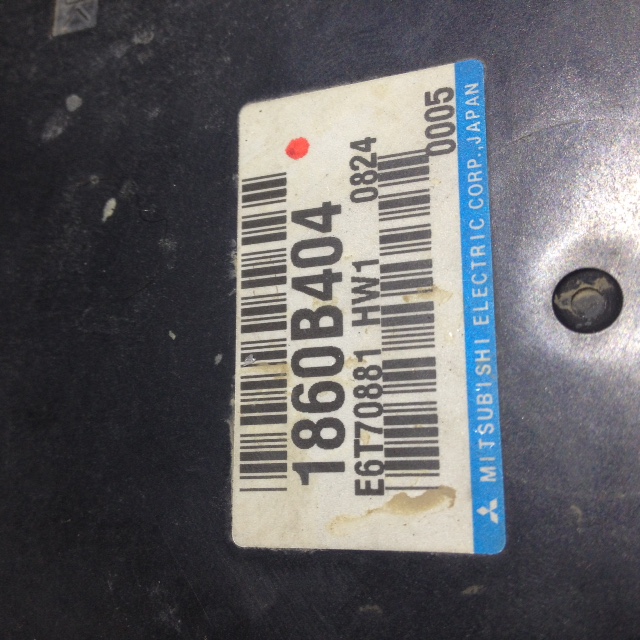 1860B404
E6T70881 HW1 0824
0005
MITSUBISHI ELECTRIC CORP. JAPAN